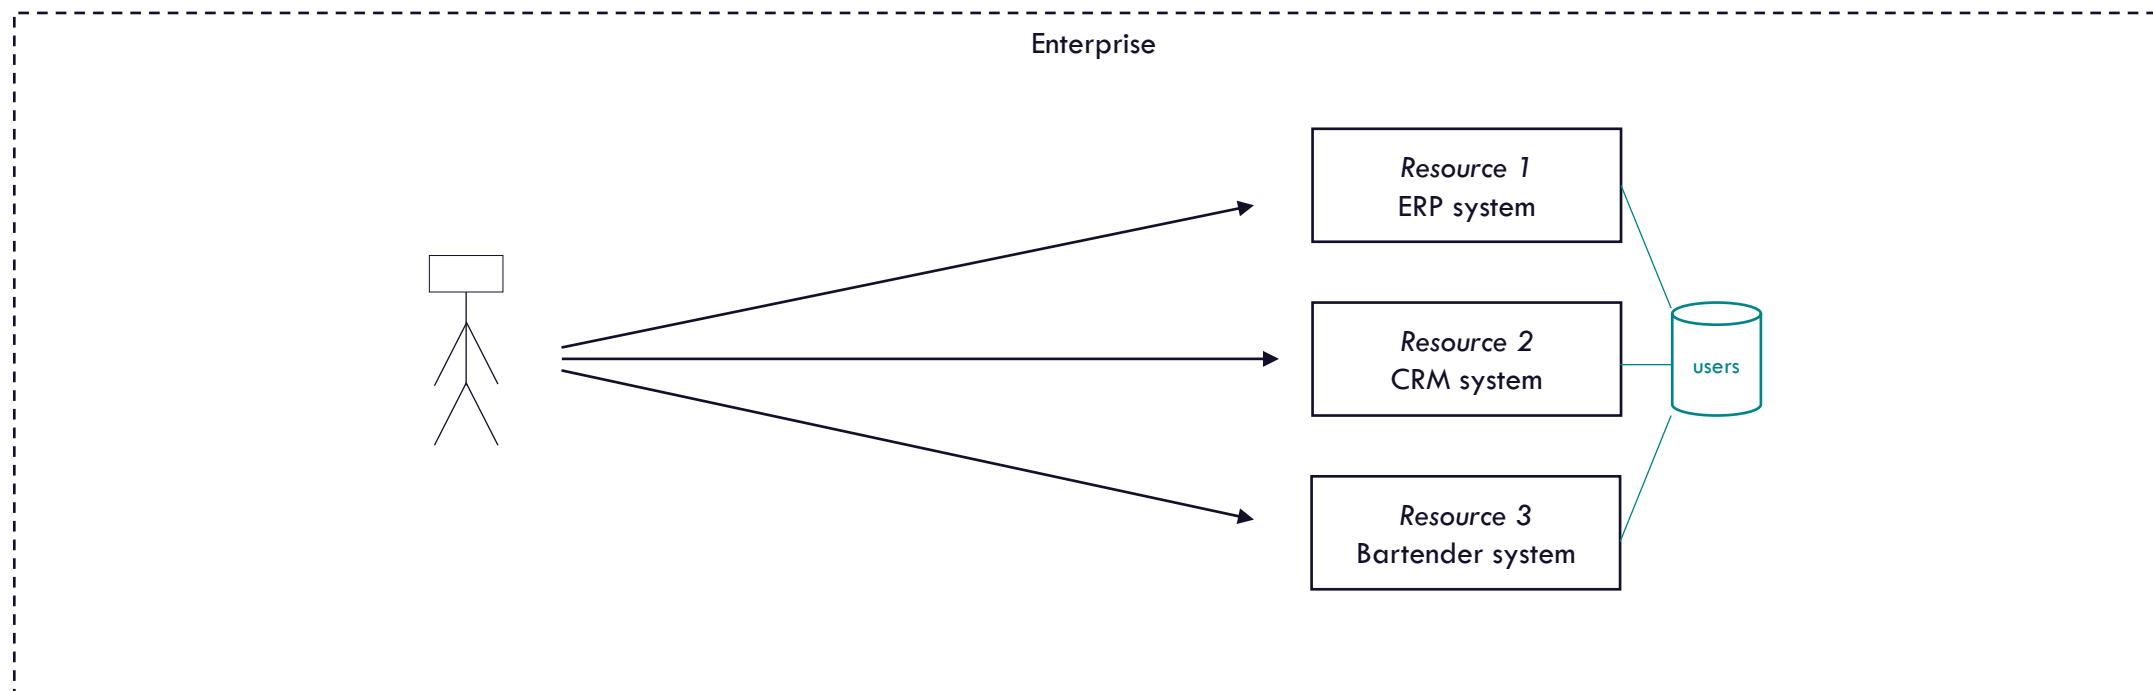 Enterprise
Resource 1
ERP system
Resource 2
CRM system
users
Resource 3
Bartender system